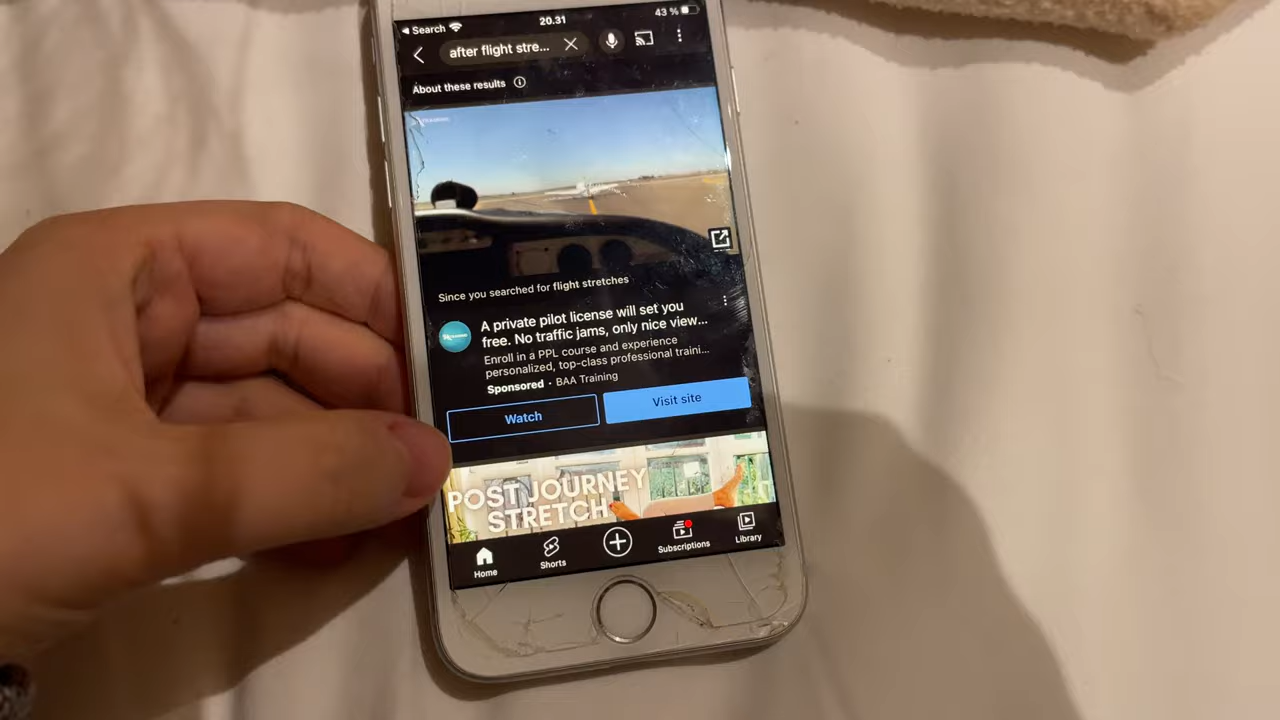 Search
20.31
43 %
after flight stre...
About these results
Since you searched for flight stretches
A private pilot license will set you
free. No traffic jams, only nice view...
Enroll in a PPL course and experience
personalized, top-class professional traini...
Sponsored · BAA Training
Watch
Visit site
POST JOURNEY
STRETCH
Home
Shorts
Subscriptions
Library